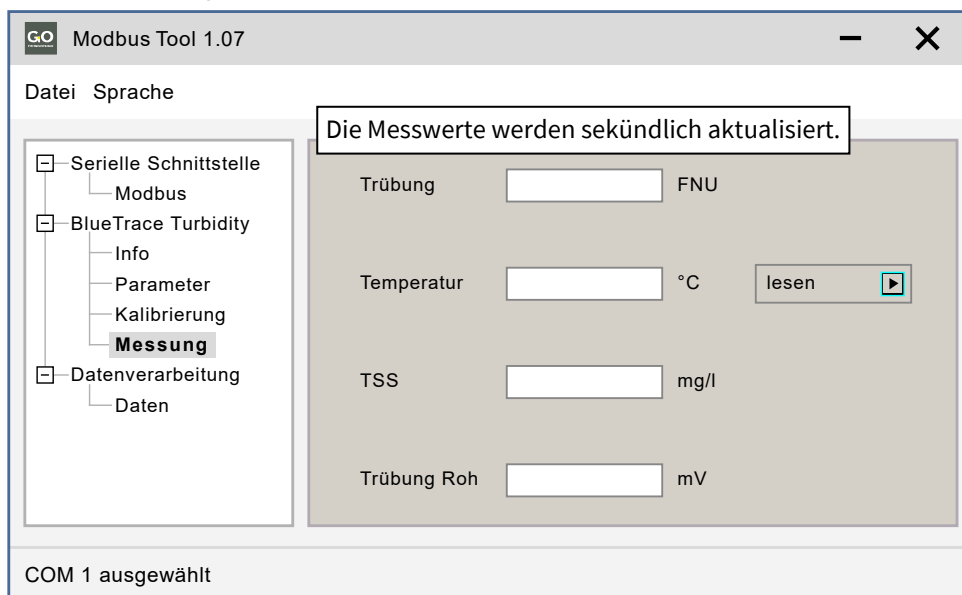 GO Modbus Tool 1.07
Datei Sprache
Die Messwerte werden sekündlich aktualisiert.
Serielle Schnittstelle
Modbus
BlueTrace Turbidity
Info
Parameter
Kalibrierung
Messung
Datenverarbeitung
Daten
Trübung FNU
Temperatur °C lesen
TSS mg/l
Trübung Roh mV
COM 1 ausgewählt